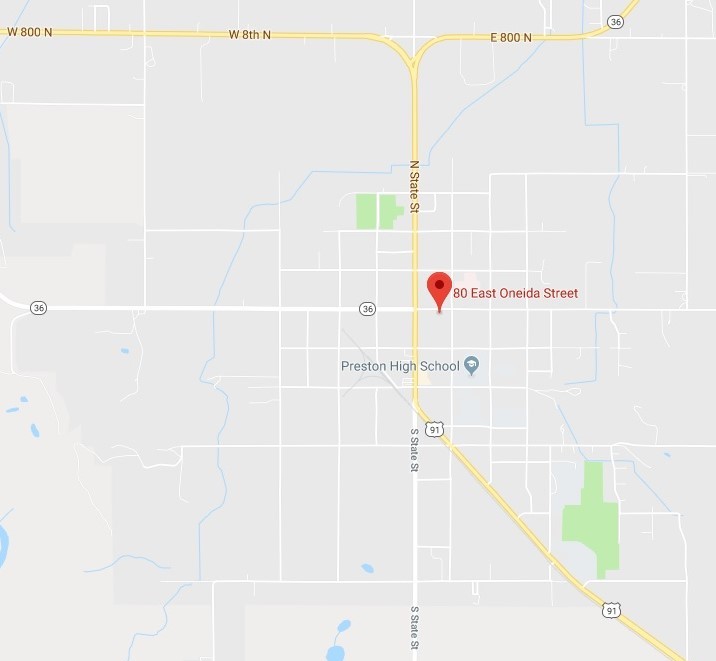 36
W 800 N
W 8th N
E 800 N
N State St
80 East Oneida Street
36
36
Preston High School
91
S State St
91
S State St